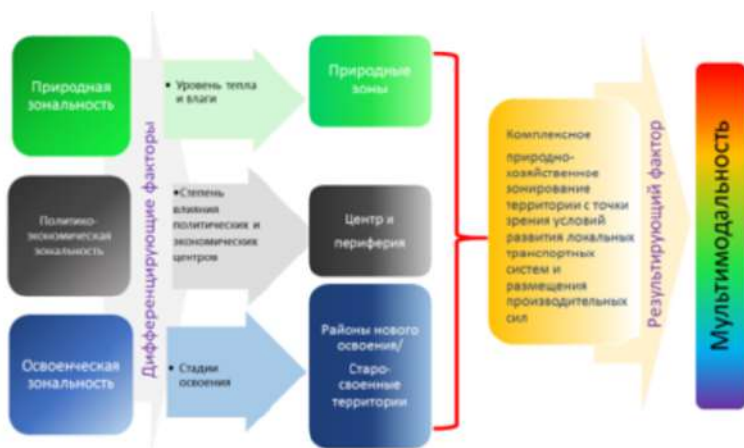 Природная
зональность
Политико-
экономическая
зональность
Освоенческая
зональность
Дифференцирующие факторы
• Уровень тепла
и влаги
•Степень
влияния
политических и
экономических
центров
• Стадии
освоения
Природные
зоны
Центр и
периферия
Районы нового
освоения/
Старо-
своенные
территории
Комплексное
природно-
хозяйственное
зонирование
территории с точки
зрения условий
развития локальных
транспортных
систем и
размещения
производительных
сил
Результирующий фактор
Мультимодальность